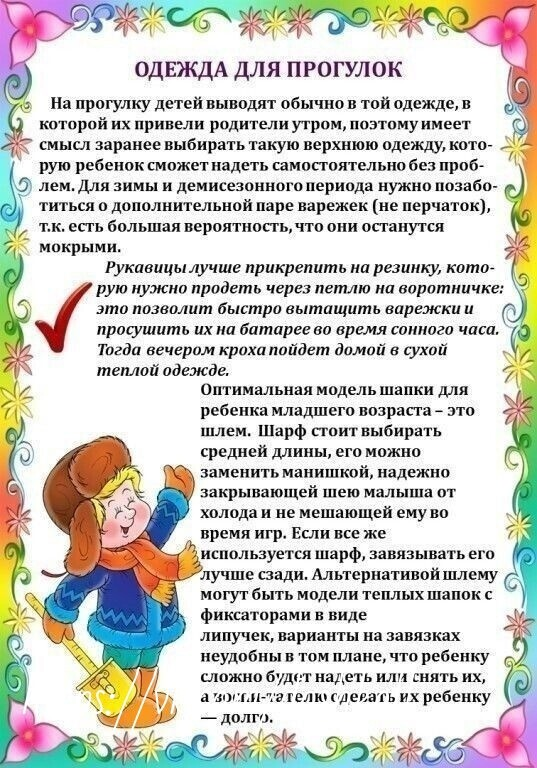 ОДЕЖДА ДЛЯ ПРОГУЛОК
На прогулку детей выводят обычно в той одежде, в
которой их привели родители утром, поэтому имеет
смысл заранее выбирать такую верхнюю одежду, кото-
рую ребенок сможет надеть самостоятельно без проб-
лем. Для зимы и демисезонного периода нужно позабо-
титься о дополнительной паре варежек (не перчаток),
т.к. есть большая вероятность, что они останутся
мокрыми.
Рукавицы лучше прикрепить на резинку, кото-
рую нужно продеть через петлю на воротничке:
это позволит быстро вытащить варежки и
просушить их на батарее во время сонного часа.
Тогда вечером кроха пойдет домой в сухой
теплой одежде.
Оптимальная модель шапки для
ребенка младшего возраста – это
шлем. Шарф стоит выбирать
средней длины, его можно
заменить манишкой, надежно
закрывающей шею малыша от
холода и не мешающей ему во
время игр. Если все же
используется шарф, завязывать его
лучше сзади. Альтернативой шлему
могут быть модели теплых шапок с
фиксаторами в виде
липучек, варианты на завязках
неудобны в том плане, что ребенку
сложно будет надеть или снять их,
а воспи-тателю одевать их ребенку
— долго.